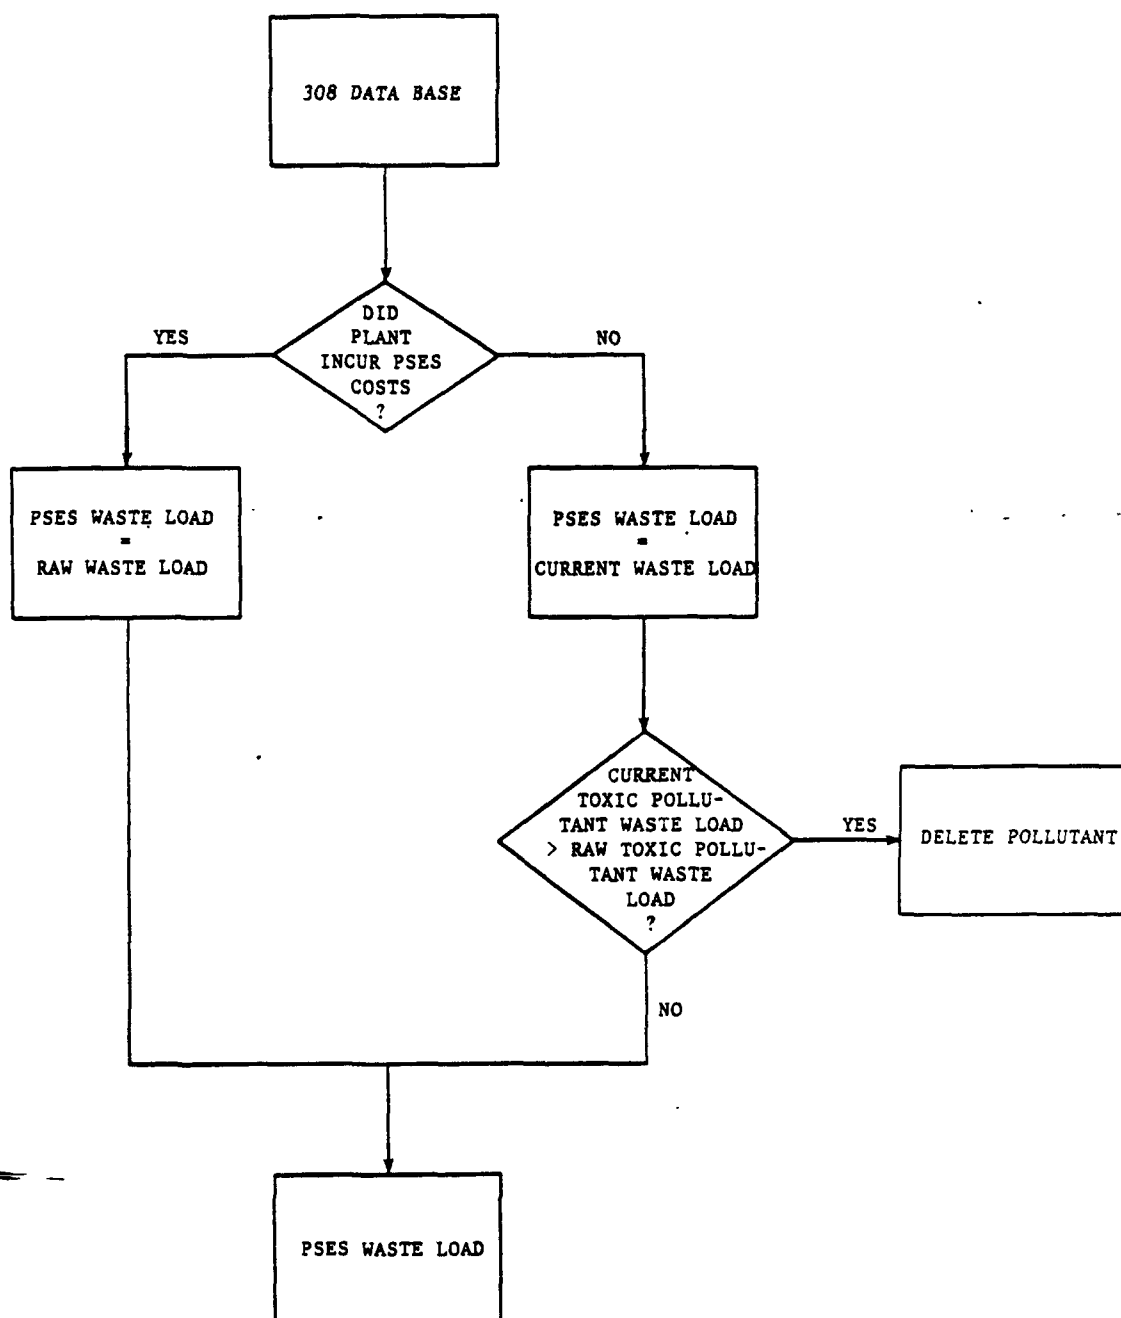 308 DATA BASE
DID
PLANT
INCUR PSES
COSTS
?
YES
NO
PSES WASTE LOAD
=
RAW WASTE LOAD
PSES WASTE LOAD
=
CURRENT WASTE LOAD
CURRENT
TOXIC POLLU-
TANT WASTE LOAD
> RAW TOXIC POLLU-
TANT WASTE
LOAD
?
YES
DELETE POLLUTANT
NO
PSES WASTE LOAD